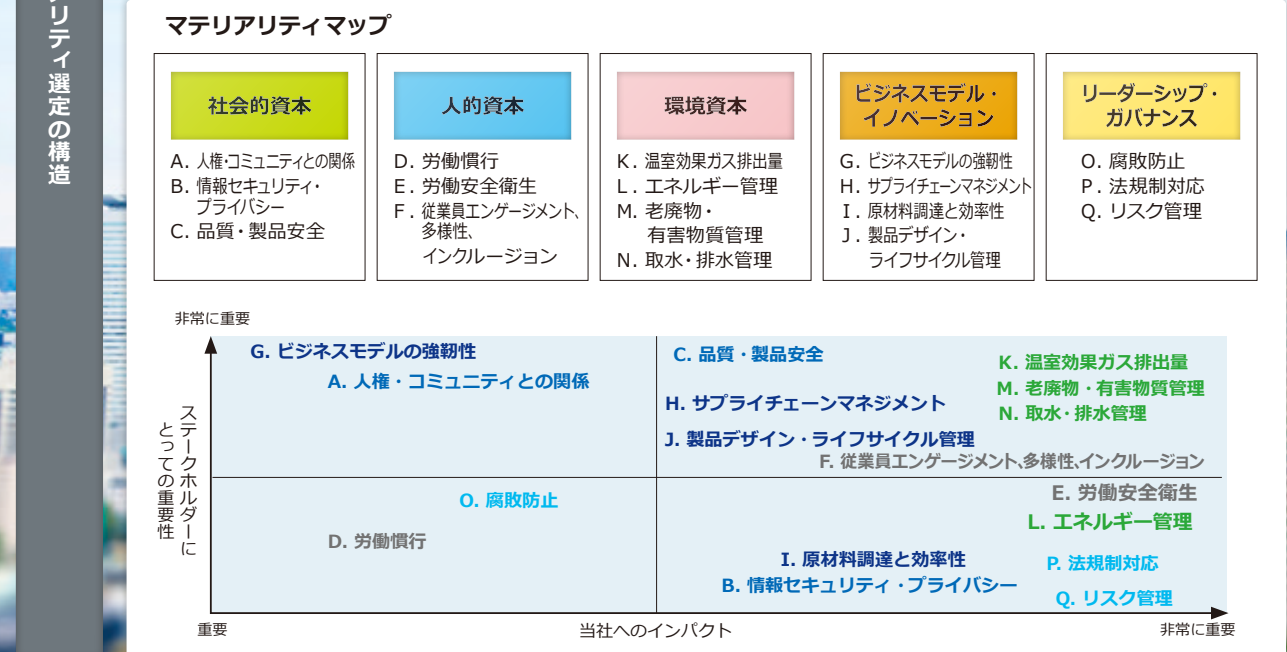 リティ選定の構造
マテリアリティマップ
社会的資本
A. 人権・コミュニティとの関係
B. 情報セキュリティ・
プライバシー
C. 品質・製品安全
人的資本
D. 労働慣行
E. 労働安全衛生
F. 従業員エンゲージメント、
多様性、
インクルージョン
環境資本
K. 温室効果ガス排出量
L. エネルギー管理
M. 老廃物・
有害物質管理
N. 取水・排水管理
ビジネスモデル・
イノベーション
G. ビジネスモデルの強靭性
H. サプライチェーンマネジメント
I. 原材料調達と効率性
J. 製品デザイン・
ライフサイクル管理
リーダーシップ・
ガバナンス
O. 腐敗防止
P. 法規制対応
Q. リスク管理
非常に重要
ステークホルダーに
とっての重要性
G. ビジネスモデルの強靭性
A. 人権・コミュニティとの関係
C. 品質・製品安全
K. 温室効果ガス排出量
M. 老廃物・有害物質管理
N. 取水・排水管理
H. サプライチェーンマネジメント
J. 製品デザイン・ライフサイクル管理
F. 従業員エンゲージメント、多様性、インクルージョン
O. 腐敗防止
D. 労働慣行
E. 労働安全衛生
L. エネルギー管理
I. 原材料調達と効率性
P. 法規制対応
B. 情報セキュリティ・プライバシー
Q. リスク管理
重要
当社へのインパクト
非常に重要